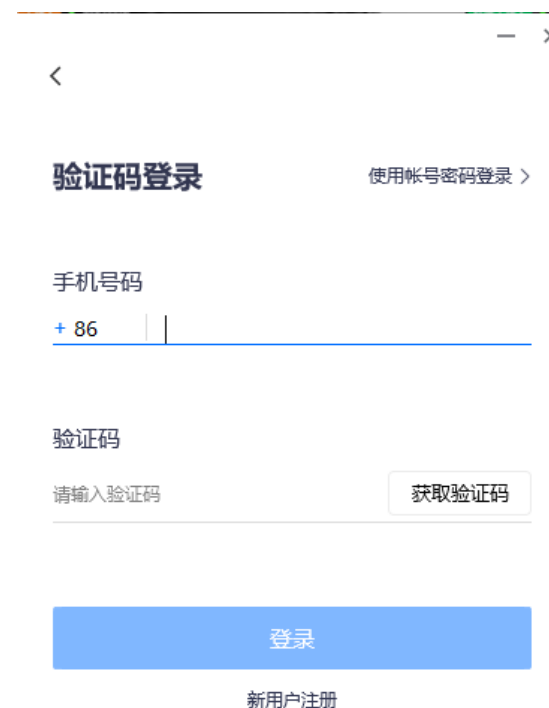 验证码登录
使用帐号密码登录 >
手机号码
+ 86
验证码
请输入验证码
获取验证码
登录
新用户注册